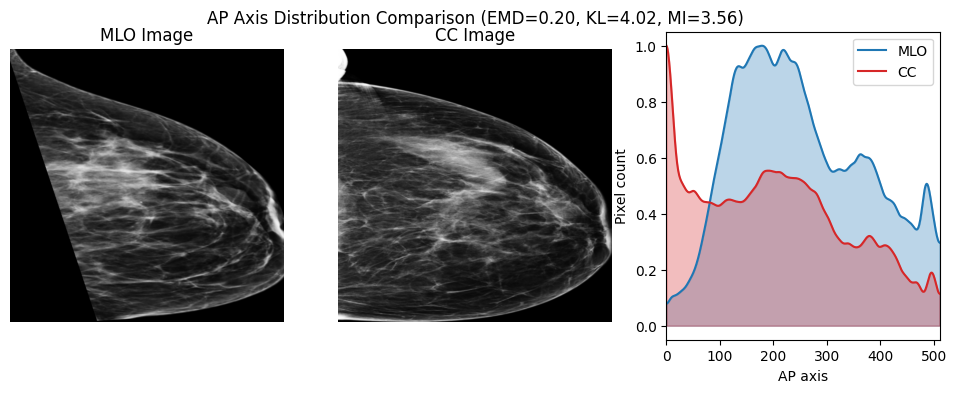 AP Axis Distribution Comparison (EMD=0.20, KL=4.02, MI=3.56)
MLO Image
CC Image
MLO
CC
Pixel count
1.0
0.8
0.6
0.4
0.2
0.0
0 100 200 300 400 500
AP axis